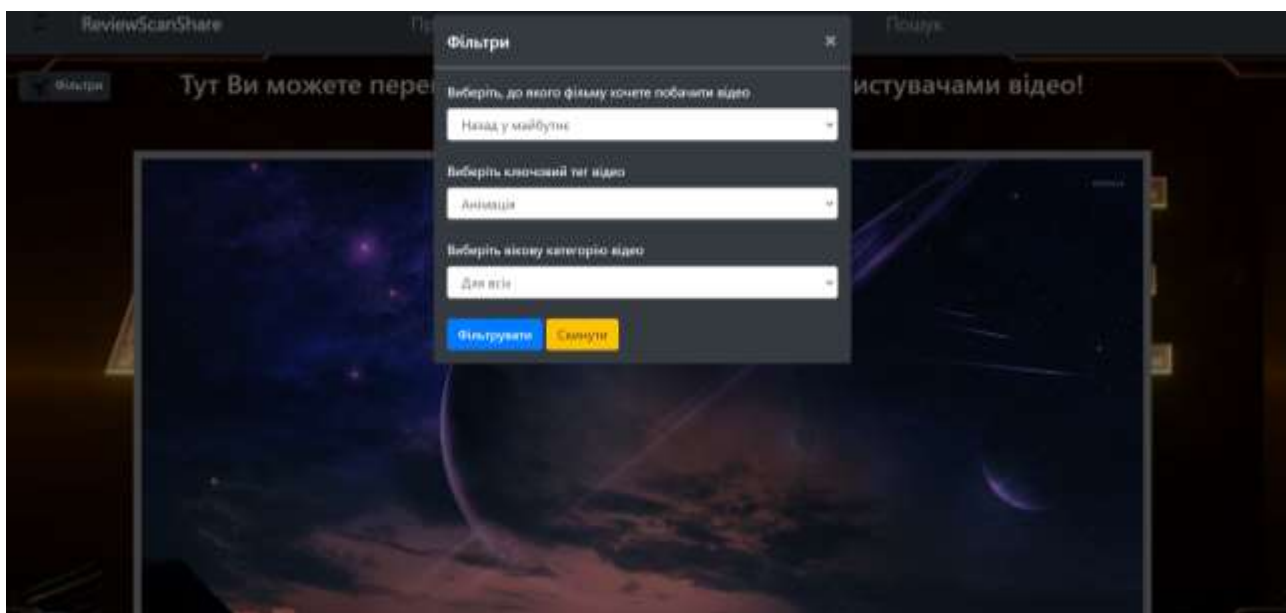 ReviewScanShare
Пошук
Фільтри
×
Фільтри
Тут Ви можете пере
истувачами відео!
Виберіть, до якого фільму хочете побачити відео
Назад у майбутнє
Виберіть ключовий тег відео
Анімація
Виберіть вікову категорію відео
Для всіх
Фільтрувати
Скинути